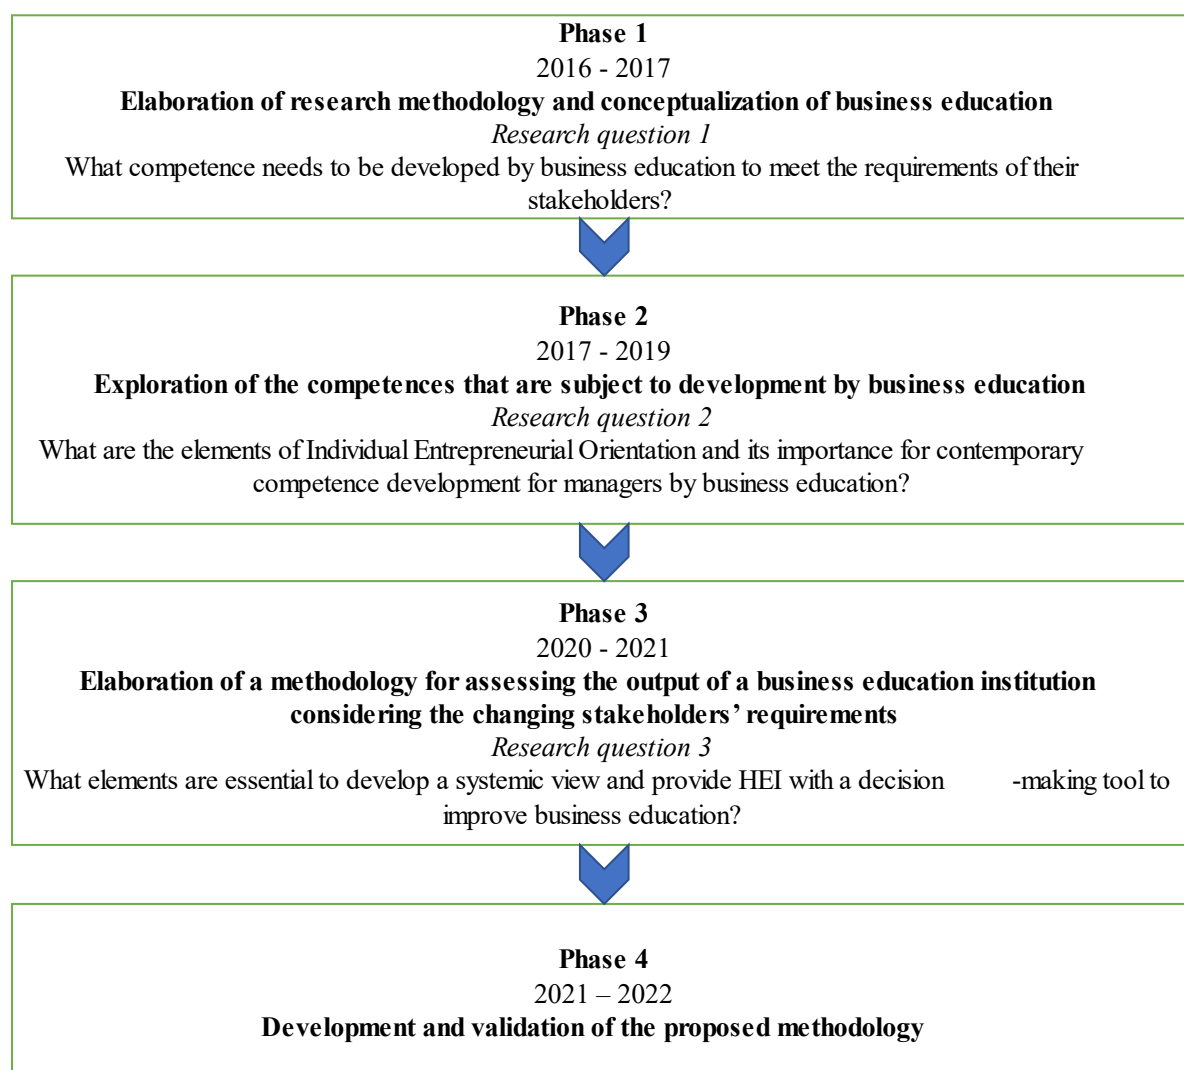 Phase 1
2016 - 2017
Elaboration of research methodology and conceptualization of business education
Research question 1
What competence needs to be developed by business education to meet the requirements of their
stakeholders?
Phase 2
2017 - 2019
Exploration of the competences that are subject to development by business education
Research question 2
What are the elements of Individual Entrepreneurial Orientation and its importance for contemporary
competence development for managers by business education?
Phase 3
2020 - 2021
Elaboration of a methodology for assessing the output of a business education institution
considering the changing stakeholders’ requirements
Research question 3
What elements are essential to develop a systemic view and provide HEI with a decision -making tool to
improve business education?
Phase 4
2021 – 2022
Development and validation of the proposed methodology